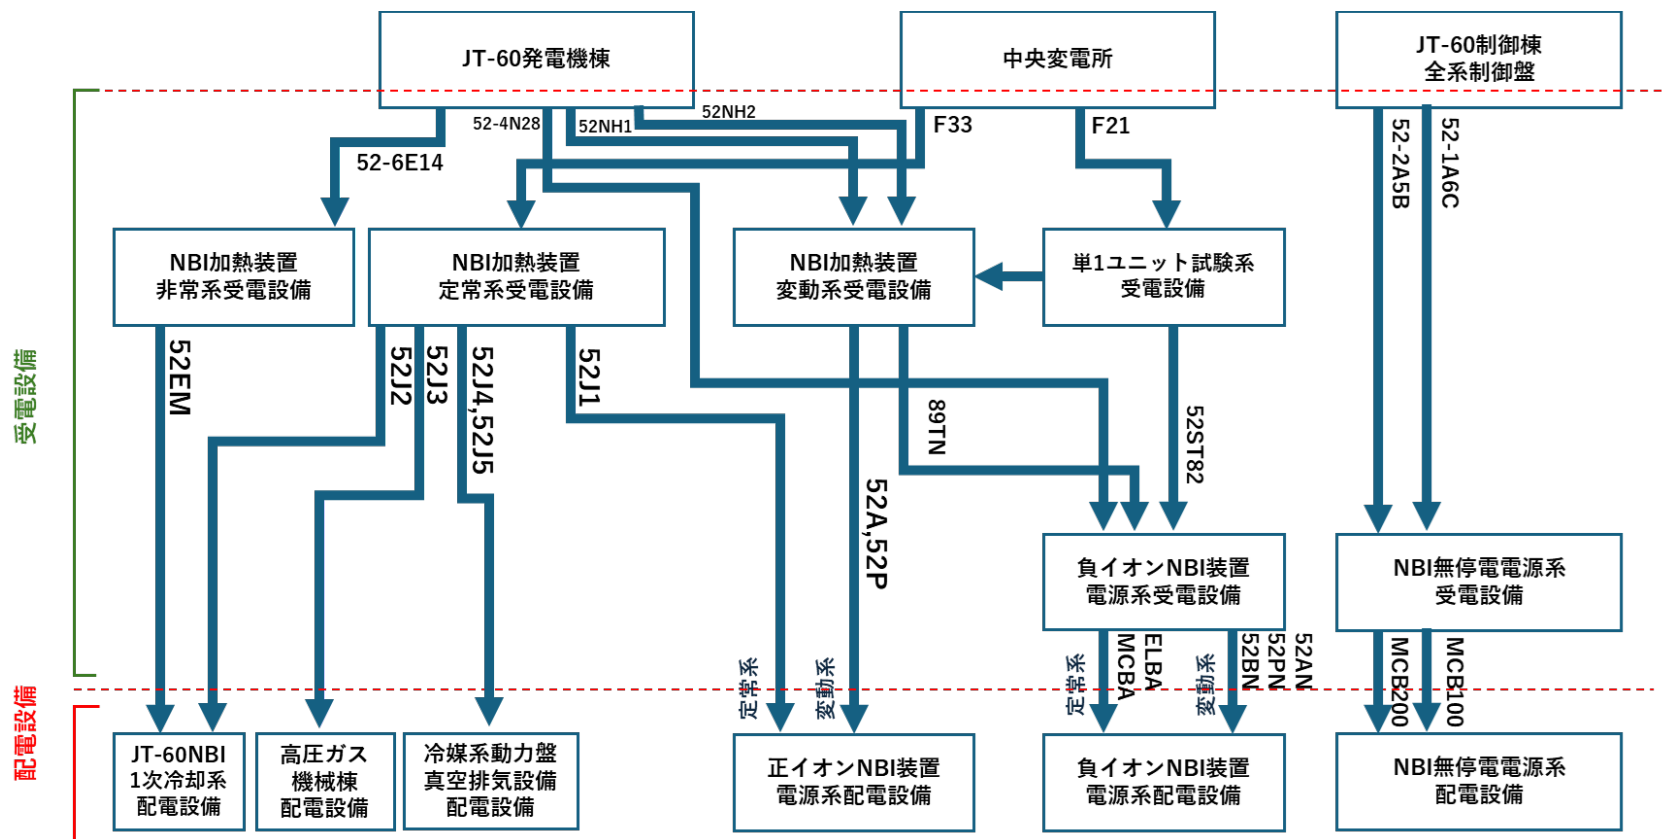 JT-60発電機棟
中央変電所
JT-60制御棟
全系制御盤
52-6E14
52-4N28
52NH1
52NH2
F33
F21
52-2A5B
52-1A6C
NBI加熱装置
非常系受電設備
NBI加熱装置
定常系受電設備
NBI加熱装置
変動系受電設備
単1ユニット試験系
受電設備
受電設備
52EM
52J2
52J3
52J4,52J5
52J1
52A,52P
89TN
52ST82
負イオンNBI装置
電源系受電設備
NBI無停電電源系
受電設備
定常系
変動系
定常系
MCBA
ELBA
変動系
52BN
52PN
52AN
MCB200
MCB100
配電設備
JT-60NBI
1次冷却系
配電設備
高圧ガス
機械棟
配電設備
冷媒系動力盤
真空排気設備
配電設備
正イオンNBI装置
電源系配電設備
負イオンNBI装置
電源系配電設備
NBI無停電電源系
配電設備